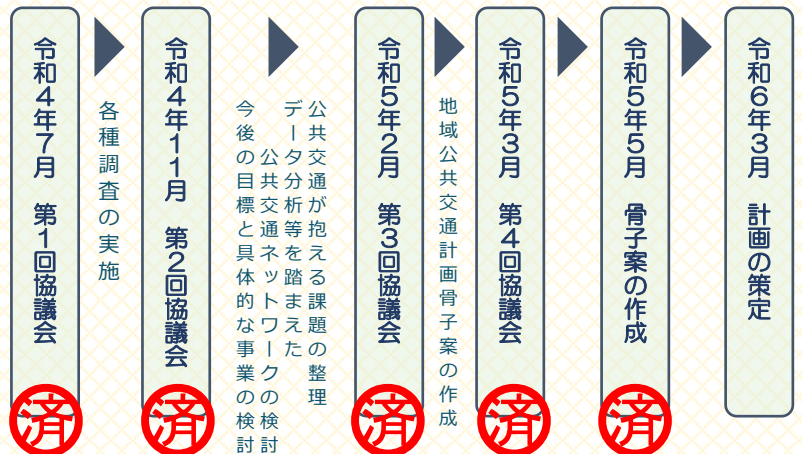 令和４年７月　第１回協議会
済
各種調査の実施
令和４年１１月　第２回協議会
済
公共交通が抱える課題の整理
データ分析等を踏まえた
公共交通ネットワークの検討
今後の目標と具体的な事業の検討
令和５年２月　第３回協議会
済
地域公共交通計画骨子案の作成
令和５年３月　第４回協議会
済
令和５年５月　骨子案の作成
済
令和６年３月　計画の策定